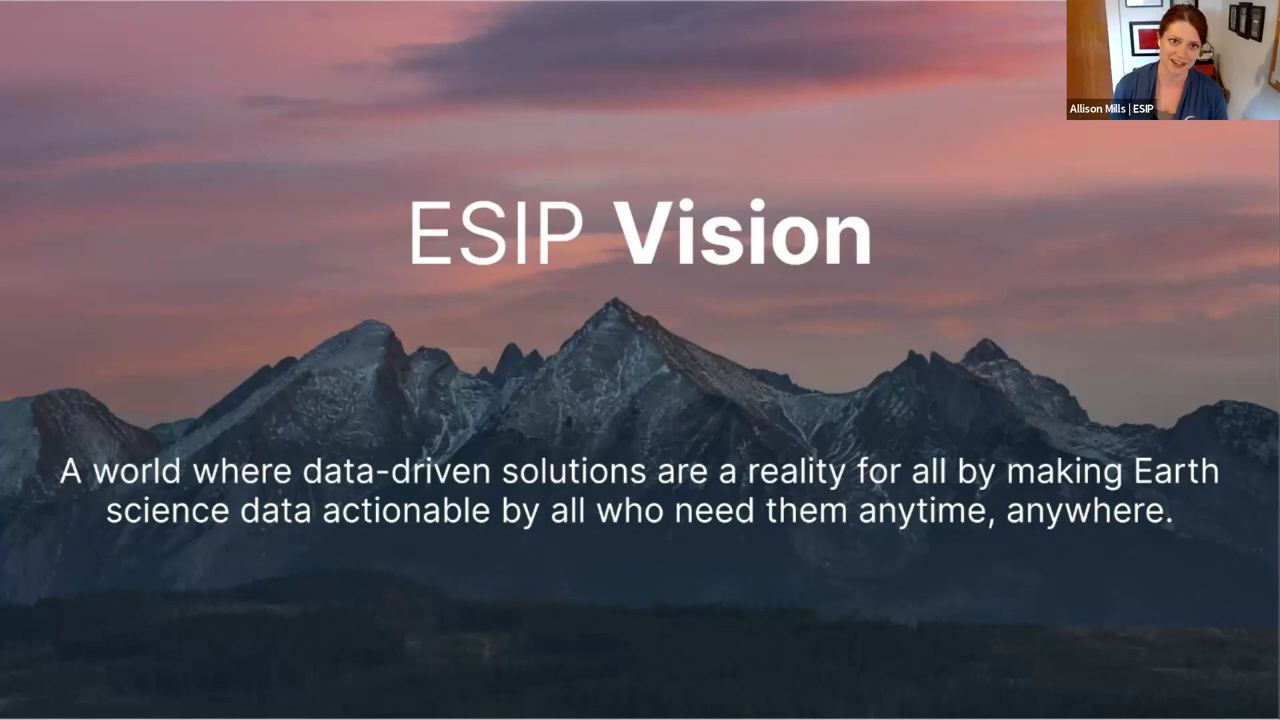 Allison Mills | ESIP
ESIP Vision
A world where data-driven solutions are a reality for all by making Earth
science data actionable by all who need them anytime, anywhere.